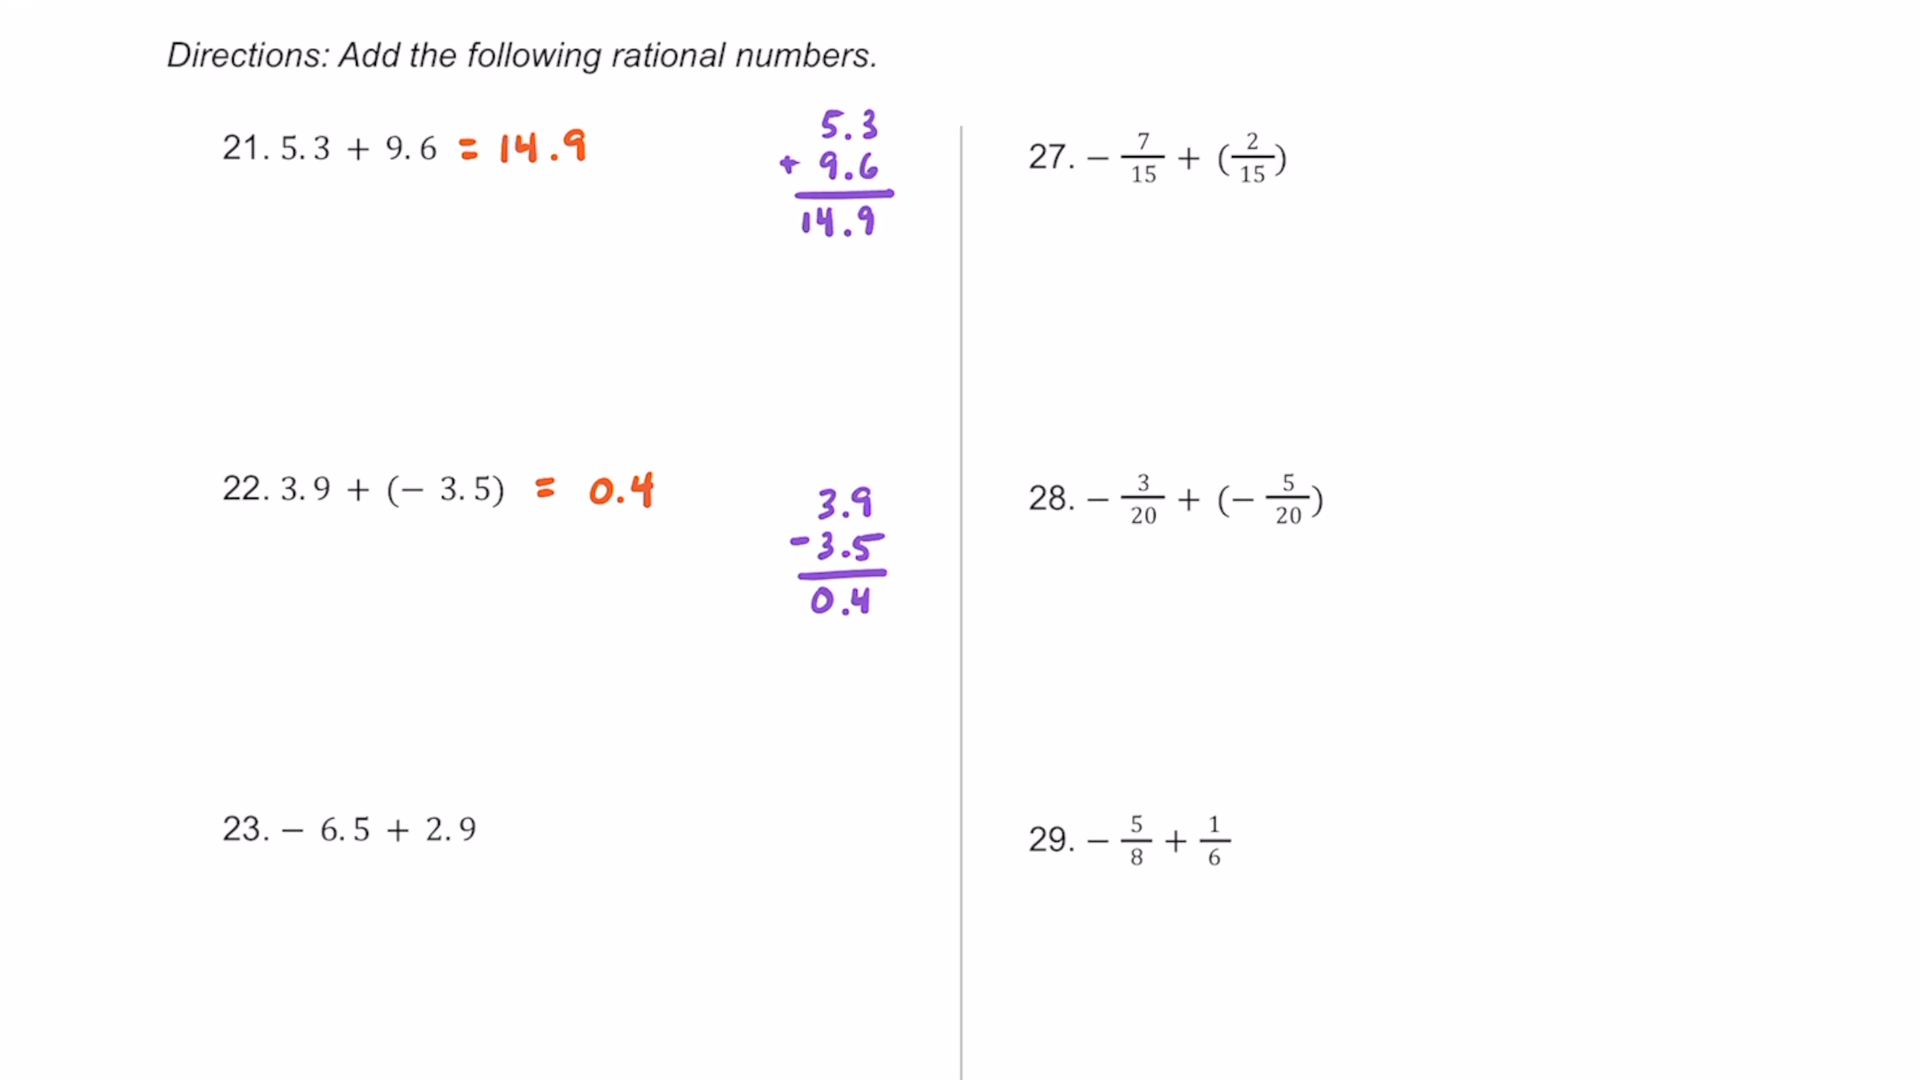 Directions: Add the following rational numbers.
21. 5.3 + 9.6 = 14.9
5.3
+ 9.6
14.9
22. 3.9 + (− 3.5) = 0.4
3.9
-3.5
0.4
23. − 6.5 + 2.9
27. − 7/15 + (2/15)
28. − 3/20 + (− 5/20)
29. − 5/8 + 1/6